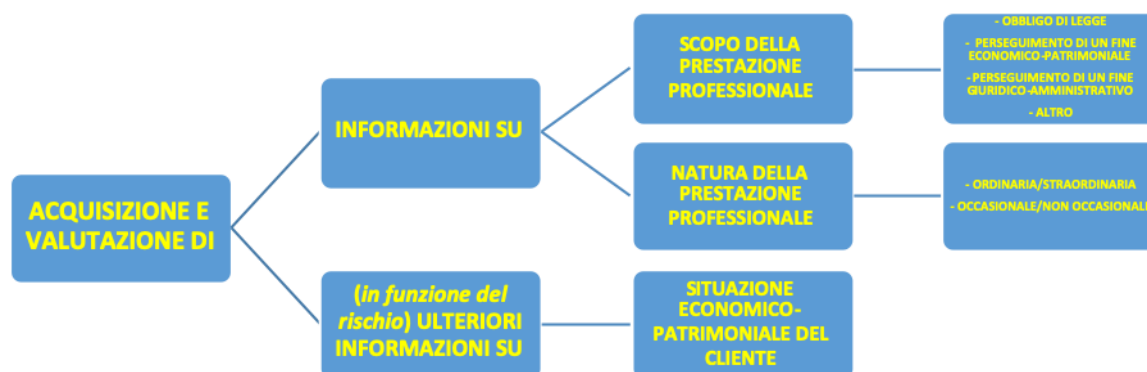 ACQUISIZIONE E
VALUTAZIONE DI
INFORMAZIONI SU
SCOPO DELLA
PRESTAZIONE
PROFESSIONALE
- OBBLIGO DI LEGGE
- PERSEGUIMENTO DI UN FINE
ECONOMICO-PATRIMONIALE
-PERSEGUIMENTO DI UN FINE
GIURIDICO-AMMINISTRATIVO
- ALTRO
NATURA DELLA
PRESTAZIONE
PROFESSIONALE
- ORDINARIA/STRAORDINARIA
- OCCASIONALE/NON OCCASIONALE
(in funzione del
rischio) ULTERIORI
INFORMAZIONI SU
SITUAZIONE
ECONOMICO-
PATRIMONIALE DEL
CLIENTE